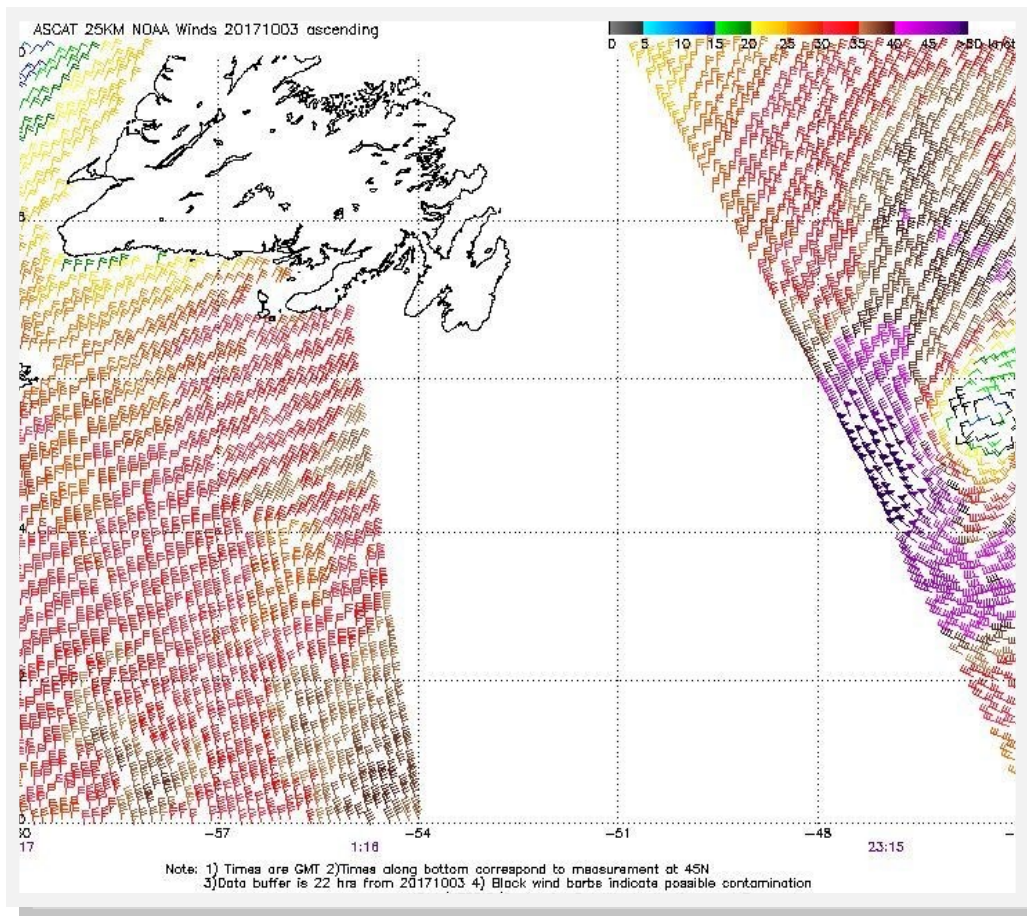 ASCAT 25KM NOAA Winds 20171003 ascending
0 5 10 15 20 25 30 35 40 45 >50 knots
-57 -54 -51 -48
17 1:16 23:15
Note: 1) Times are GMT 2)Times along bottom correspond to measurement at 45N
3)Data buffer is 22 hrs from 20171003 4) Black wind barbs indicate possible contamination